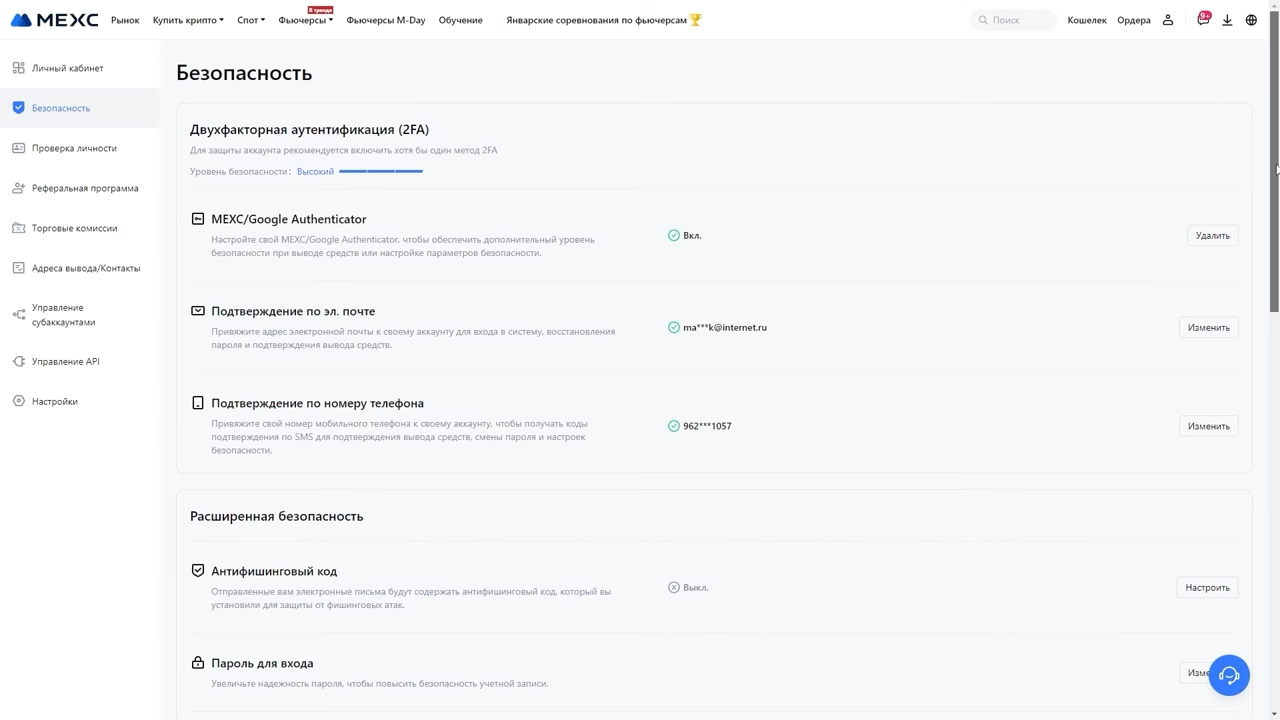 MEXC Рынок Купить крипто Спот Фьючерсы В тренде Фьючерсы M-Day Обучение Январские соревнования по фьючерсам Поиск Кошелек Ордера 9+
Личный кабинет
Безопасность
Проверка личности
Реферальная программа
Торговые комиссии
Адреса вывода/Контакты
Управление
субаккаунтами
Управление API
Настройки
Безопасность
Двухфакторная аутентификация (2FA)
Для защиты аккаунта рекомендуется включить хотя бы один метод 2FA
Уровень безопасности: Высокий
MEXC/Google Authenticator
Настройте свой MEXC/Google Authenticator, чтобы обеспечить дополнительный уровень
безопасности при выводе средств или настройке параметров безопасности.
Вкл.
Удалить
Подтверждение по эл. почте
Привяжите адрес электронной почты к своему аккаунту для входа в систему, восстановления
пароля и подтверждения вывода средств.
ma***k@internet.ru
Изменить
Подтверждение по номеру телефона
Привяжите свой номер мобильного телефона к своему аккаунту, чтобы получать коды
подтверждения по SMS для подтверждения вывода средств, смены пароля и настроек
безопасности.
962***1057
Изменить
Расширенная безопасность
Антифишинговый код
Отправленные вам электронные письма будут содержать антифишинговый код, который вы
установили для защиты от фишинговых атак.
Выкл.
Настроить
Пароль для входа
Увеличьте надежность пароля, чтобы повысить безопасность учетной записи.